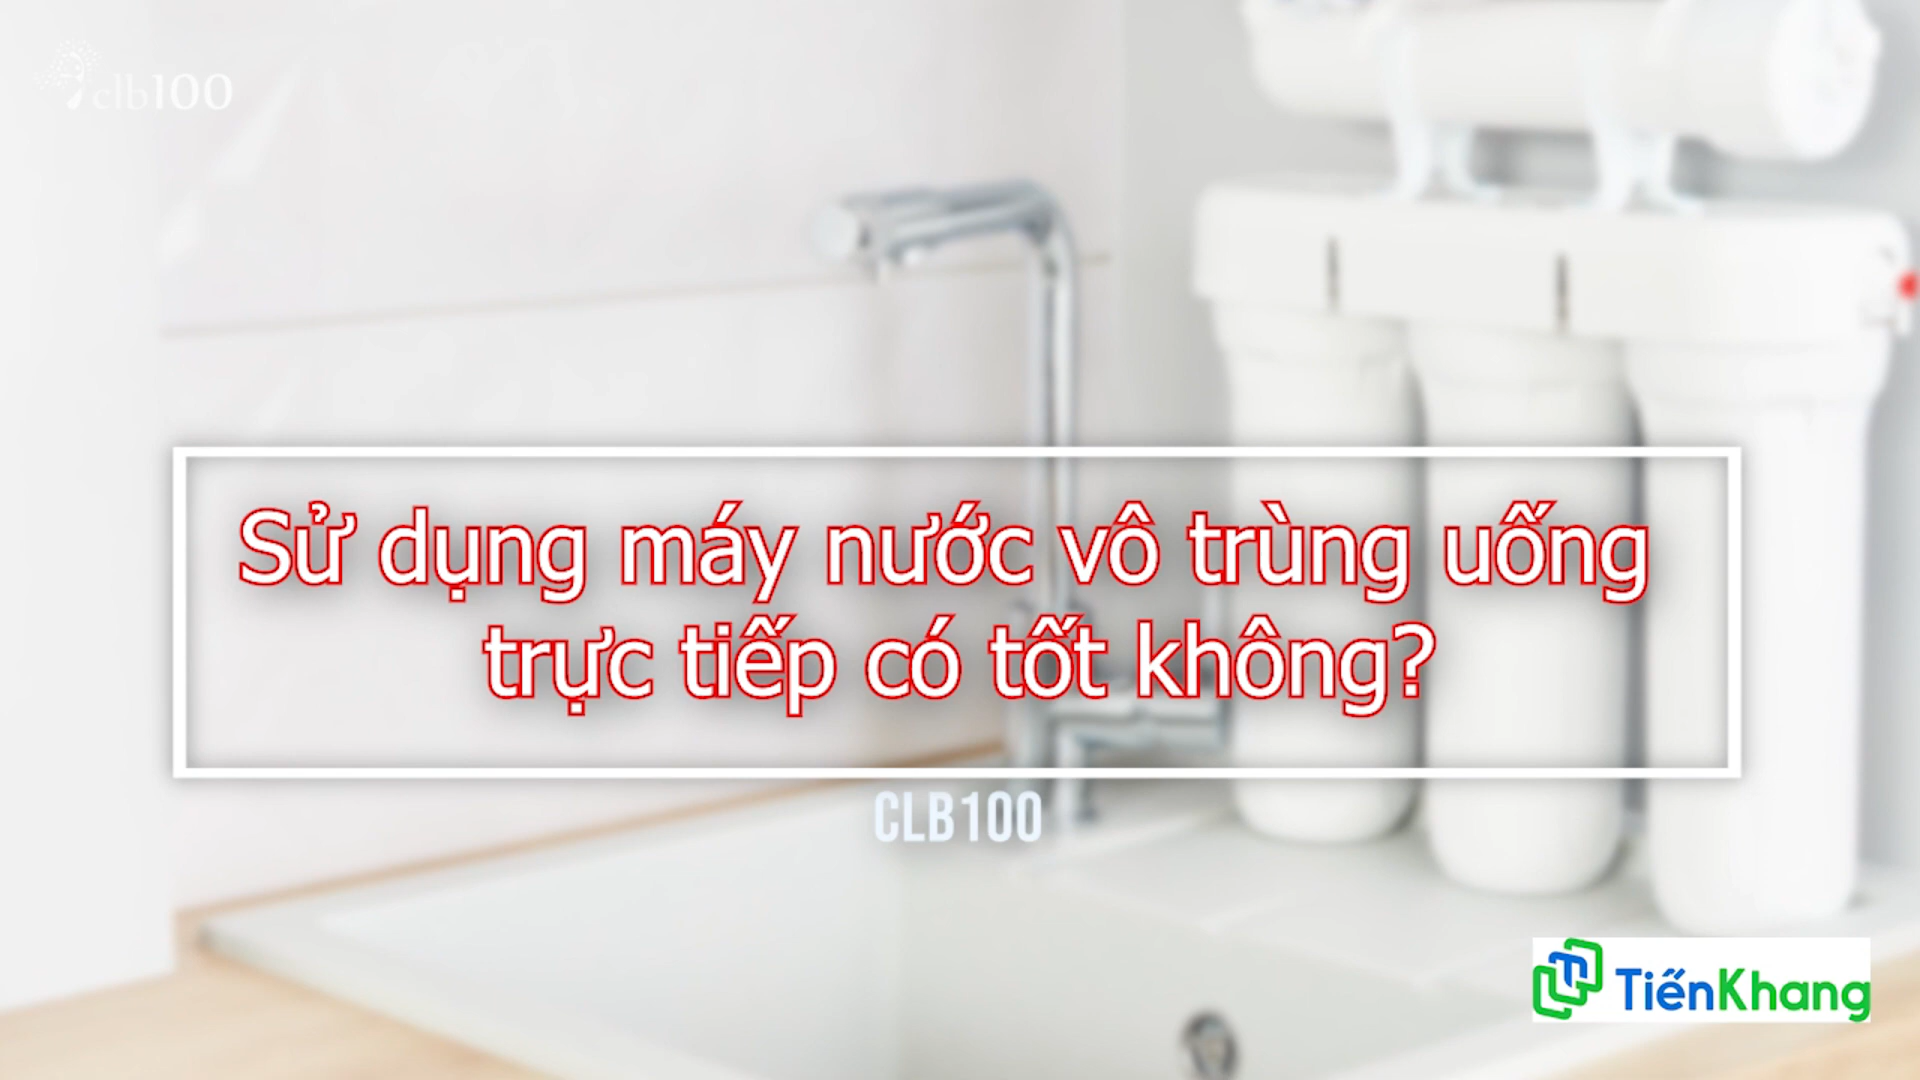 clb100
Sử dụng máy nước vô trùng uống
trực tiếp có tốt không?
CLB100
TiếnKhang